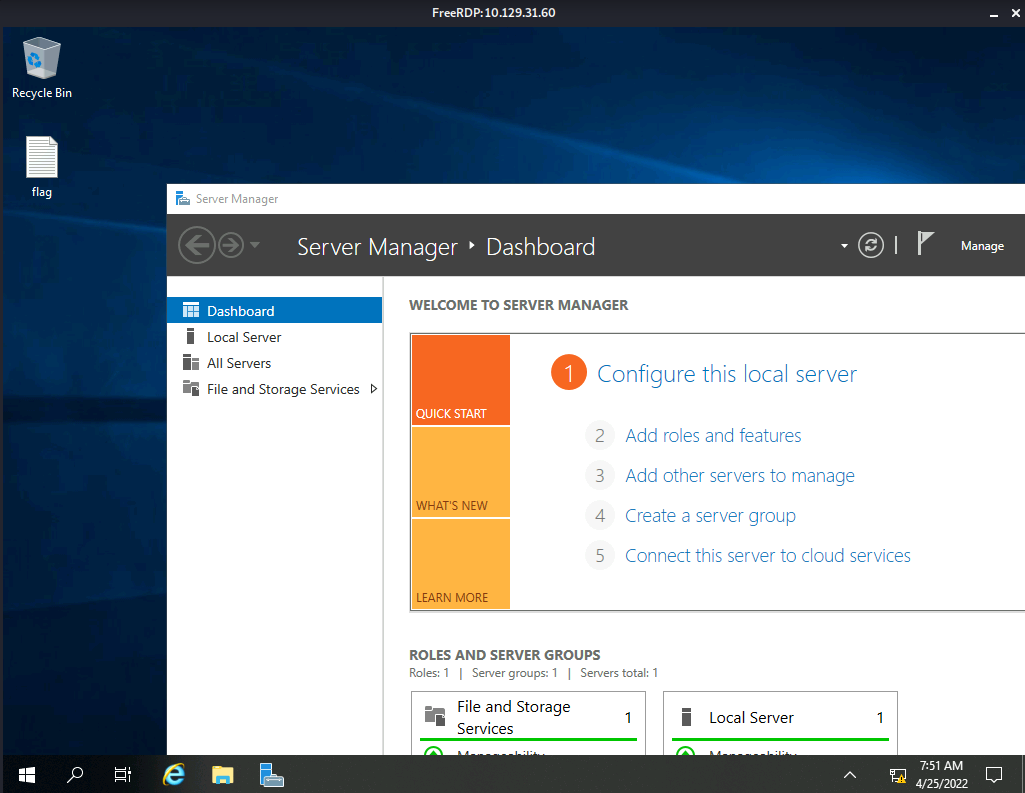 FreeRDP: 10.129.31.60
Recycle Bin
flag
Server Manager
Server Manager ‣ Dashboard
Manage
Dashboard
Local Server
All Servers
File and Storage Services
WELCOME TO SERVER MANAGER
QUICK START
WHAT'S NEW
LEARN MORE
1 Configure this local server
2 Add roles and features
3 Add other servers to manage
4 Create a server group
5 Connect this server to cloud services
ROLES AND SERVER GROUPS
Roles: 1 | Server groups: 1 | Servers total: 1
File and Storage
Services
1
Manageability
Local Server 1
Manageability
7:51 AM
4/25/2022